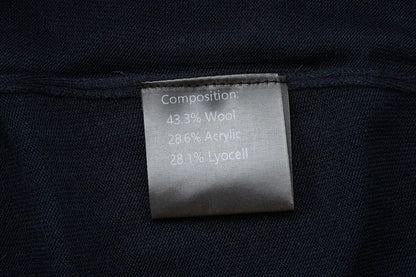 Composition:
43.3% Wool
28.6% Acrylic
28.1% Lyocell